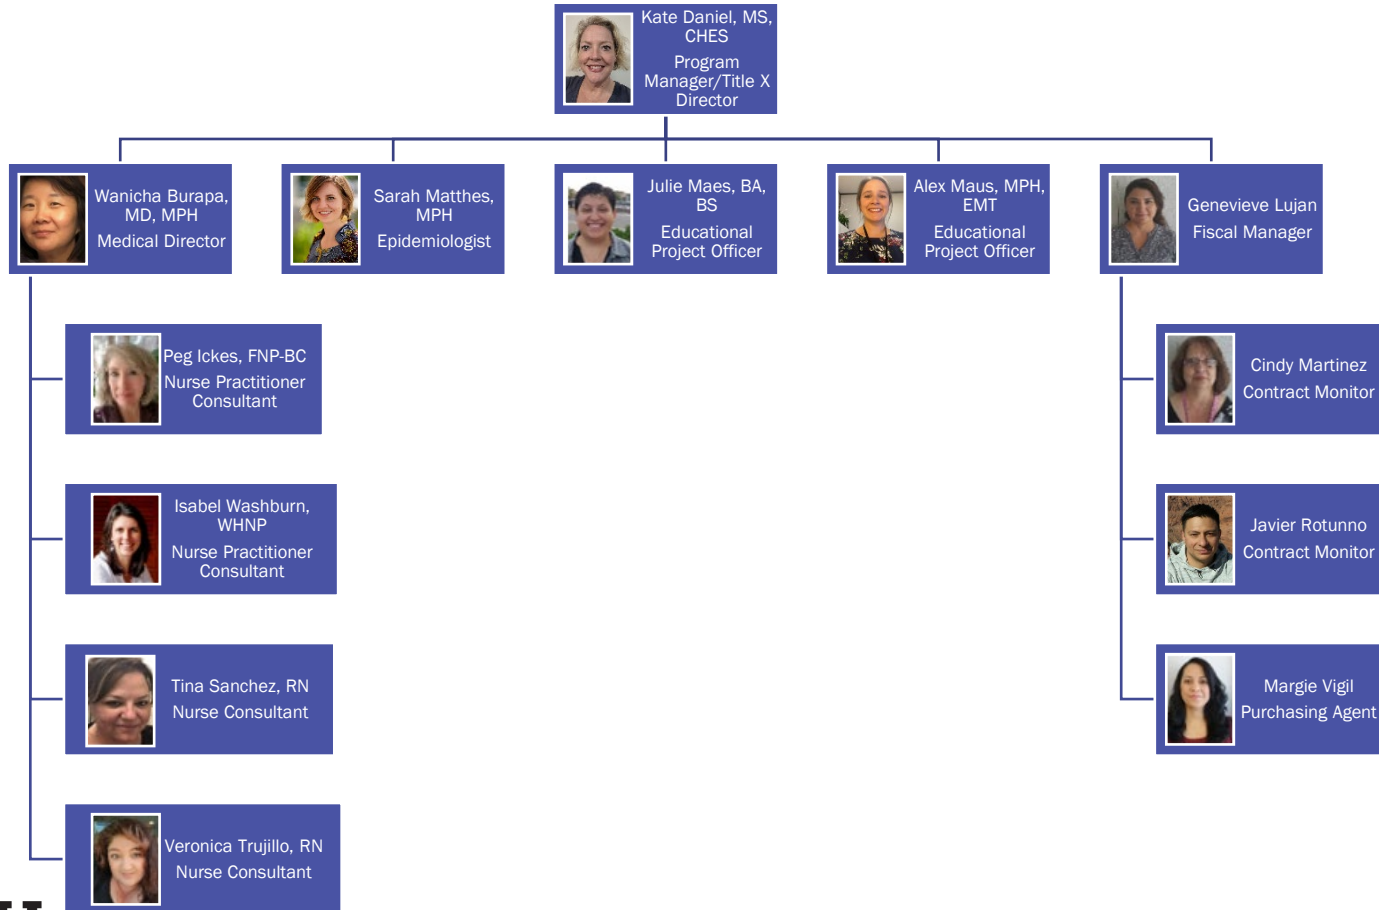 Kate Daniel, MS,
CHES
Program
Manager/Title X
Director
Wanicha Burapa,
MD, MPH
Medical Director
Sarah Matthes,
MPH
Epidemiologist
Julie Maes, BA,
BS
Educational
Project Officer
Alex Maus, MPH,
EMT
Educational
Project Officer
Genevieve Lujan
Fiscal Manager
Peg Ickes, FNP-BC
Nurse Practitioner
Consultant
Isabel Washburn,
WHNP
Nurse Practitioner
Consultant
Tina Sanchez, RN
Nurse Consultant
Veronica Trujillo, RN
Nurse Consultant
Cindy Martinez
Contract Monitor
Javier Rotunno
Contract Monitor
Margie Vigil
Purchasing Agent